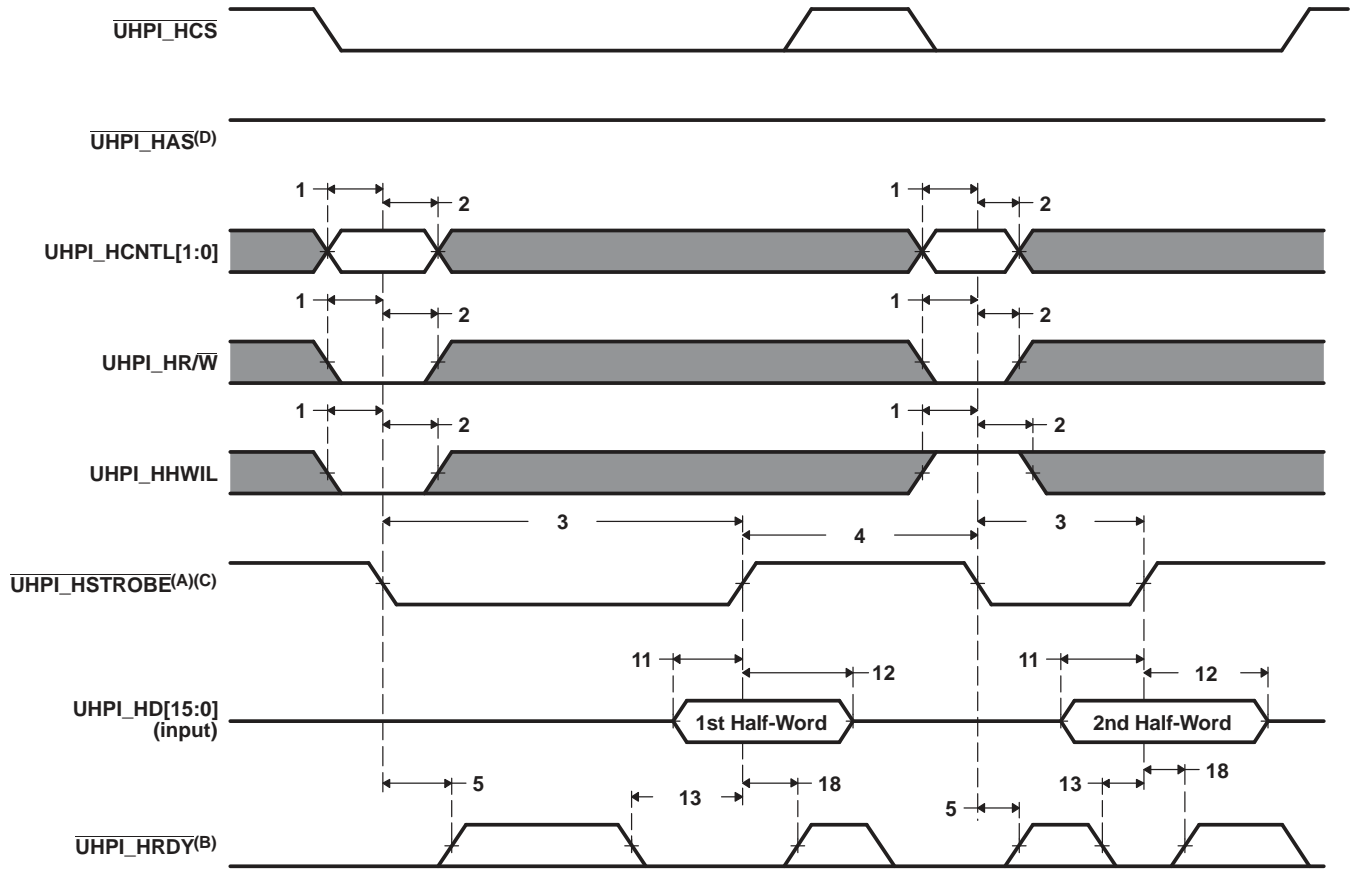 UHPI_HCS
UHPI_HAS(D)
1
2
1
2
UHPI_HCNTL[1:0]
1
2
1
2
UHPI_HR/W
1
2
1
2
UHPI_HHWIL
3
4
3
UHPI_HSTROBE(A)(C)
11
12
11
12
UHPI_HD[15:0]
(input)
1st Half-Word
2nd Half-Word
5
13
18
5
13
18
UHPI_HRDY(B)